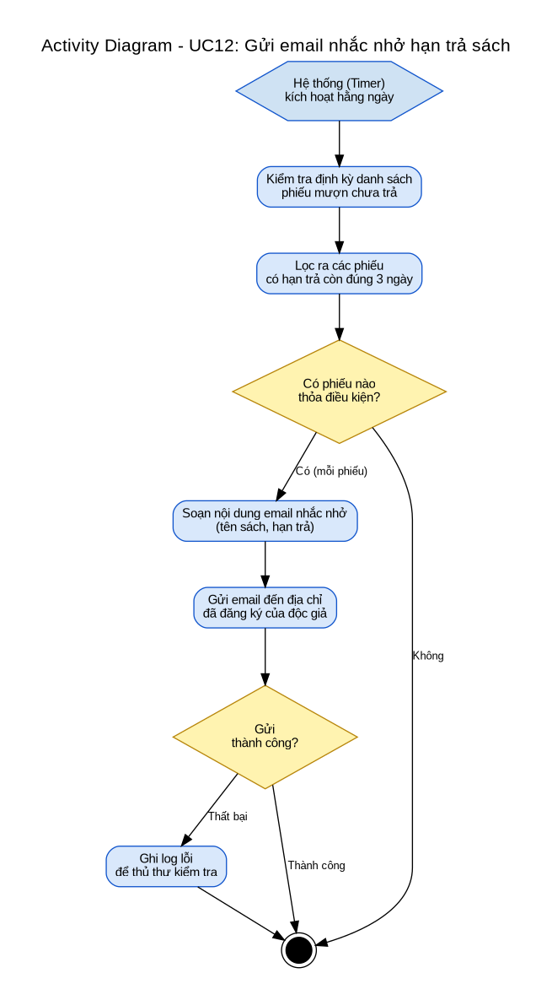 Activity Diagram - UC12: Gửi email nhắc nhở hạn trả sách
Hệ thống (Timer)
kích hoạt hằng ngày
Kiểm tra định kỳ danh sách
phiếu mượn chưa trả
Lọc ra các phiếu
có hạn trả còn đúng 3 ngày
Có phiếu nào
thỏa điều kiện?
Có (mỗi phiếu)
Soạn nội dung email nhắc nhở
(tên sách, hạn trả)
Gửi email đến địa chỉ
đã đăng ký của độc giả
Không
Gửi
thành công?
Thất bại
Thành công
Ghi log lỗi
để thủ thư kiểm tra